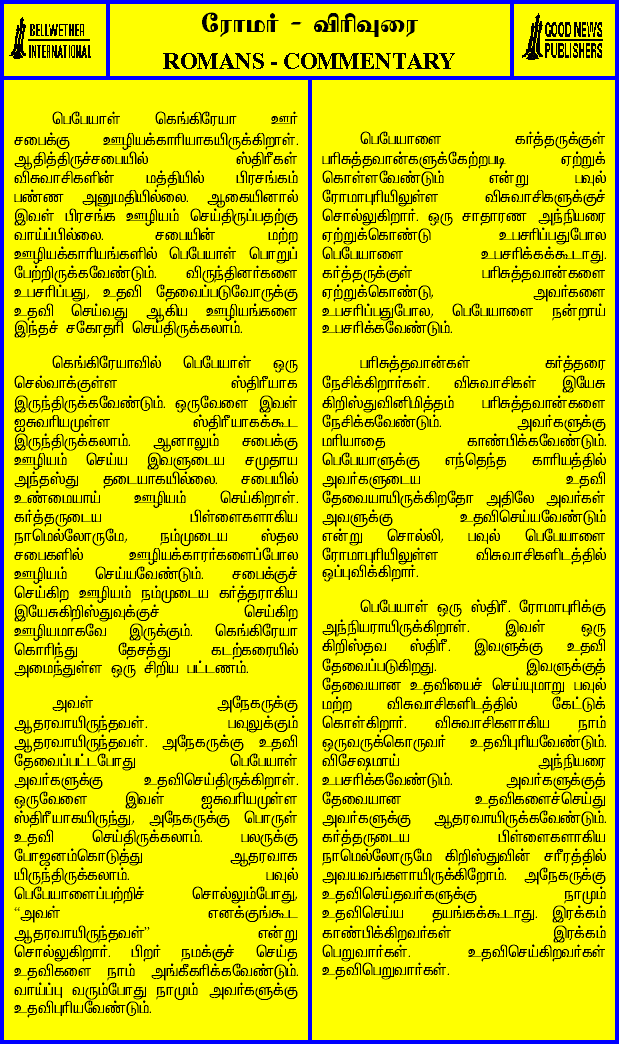 BELLWETHER
INTERNATIONAL
ரோமர் - விரிவுரை
ROMANS - COMMENTARY
GOOD NEWS
PUBLISHERS
பெபேயாள் கெங்கிரேயா ஊர்
சபைக்கு ஊழியக்காரியாகயிருக்கிறாள்.
ஆதித்திருச்சபையில் ஸ்திரீகள்
விசுவாசிகளின் மத்தியில் பிரசங்கம்
பண்ண அனுமதியில்லை. ஆகையினால்
இவள் பிரசங்க ஊழியம் செய்திருப்பதற்கு
வாய்ப்பில்லை. சபையின் மற்ற
ஊழியக்காரியங்களில் பெபேயாள் பொறுப்
பேற்றிருக்கவேண்டும். விருந்தினர்களை
உபசரிப்பது, உதவி தேவைப்படுவோருக்கு
உதவி செய்வது ஆகிய ஊழியங்களை
இந்தச் சகோதரி செய்திருக்கலாம்.
கெங்கிரேயாவில் பெபேயாள் ஒரு
செல்வாக்குள்ள ஸ்திரீயாக
இருந்திருக்கவேண்டும். ஒருவேளை இவள்
ஐசுவரியமுள்ள ஸ்திரீயாகக்கூட
இருந்திருக்கலாம். ஆனாலும் சபைக்கு
ஊழியம் செய்ய இவளுடைய சமுதாய
அந்தஸ்து தடையாகயில்லை. சபையில்
உண்மையாய் ஊழியம் செய்கிறாள்.
கர்த்தருடைய பிள்ளைகளாகிய
நாமெல்லோருமே, நம்முடைய ஸ்தல
சபைகளில் ஊழியக்காரர்களைப்போல
ஊழியம் செய்யவேண்டும். சபைக்குச்
செய்கிற ஊழியம் நம்முடைய கர்த்தராகிய
இயேசுகிறிஸ்துவுக்குச் செய்கிற
ஊழியமாகவே இருக்கும். கெங்கிரேயா
கொரிந்து தேசத்து கடற்கரையில்
அமைந்துள்ள ஒரு சிறிய பட்டணம்.
அவள் அநேகருக்கு
ஆதரவாயிருந்தவள். பவுலுக்கும்
ஆதரவாயிருந்தவள். அநேகருக்கு உதவி
தேவைப்பட்டபோது பெபேயாள்
அவர்களுக்கு உதவிசெய்திருக்கிறாள்.
ஒருவேளை இவள் ஐசுவரியமுள்ள
ஸ்திரீயாகயிருந்து, அநேகருக்கு பொருள்
உதவி செய்திருக்கலாம். பலருக்கு
போஜனம்கொடுத்து ஆதரவாக
யிருந்திருக்கலாம். பவுல்
பெபேயாளைப்பற்றிச் சொல்லும்போது,
“அவள் எனக்குங்கூட
ஆதரவாயிருந்தவள்” என்று
சொல்லுகிறார். பிறர் நமக்குச் செய்த
உதவிகளை நாம் அங்கீகரிக்கவேண்டும்.
வாய்ப்பு வரும்போது நாமும் அவர்களுக்கு
உதவிபுரியவேண்டும்.
பெபேயாளை கர்த்தருக்குள்
பரிசுத்தவான்களுக்கேற்றபடி ஏற்றுக்
கொள்ளவேண்டும் என்று பவுல்
ரோமாபுரியிலுள்ள விசுவாசிகளுக்குச்
சொல்லுகிறார். ஒரு சாதாரண அந்நியரை
ஏற்றுக்கொண்டு உபசரிப்பதுபோல
பெபேயாளை உபசரிக்கக்கூடாது.
கர்த்தருக்குள் பரிசுத்தவான்களை
ஏற்றுக்கொண்டு, அவர்களை
உபசரிப்பதுபோல, பெபேயாளை நன்றாய்
உபசரிக்கவேண்டும்.
பரிசுத்தவான்கள் கர்த்தரை
நேசிக்கிறார்கள். விசுவாசிகள் இயேசு
கிறிஸ்துவினிமித்தம் பரிசுத்தவான்களை
நேசிக்கவேண்டும். அவர்களுக்கு
மரியாதை காண்பிக்கவேண்டும்.
பெபேயாளுக்கு எந்தெந்த காரியத்தில்
அவர்களுடைய உதவி
தேவையாயிருக்கிறதோ அதிலே அவர்கள்
அவளுக்கு உதவிசெய்யவேண்டும்
என்று சொல்லி, பவுல் பெபேயாளை
ரோமாபுரியிலுள்ள விசுவாசிகளிடத்தில்
ஒப்புவிக்கிறார்.
பெபேயாள் ஒரு ஸ்திரீ. ரோமாபுரிக்கு
அந்நியராயிருக்கிறாள். இவள் ஒரு
கிறிஸ்தவ ஸ்திரீ. இவளுக்கு உதவி
தேவைப்படுகிறது. இவளுக்குத்
தேவையான உதவியைச் செய்யுமாறு பவுல்
மற்ற விசுவாசிகளிடத்தில் கேட்டுக்
கொள்கிறார். விசுவாசிகளாகிய நாம்
ஒருவருக்கொருவர் உதவிபுரியவேண்டும்.
விசேஷமாய் அந்நியரை
உபசரிக்கவேண்டும். அவர்களுக்குத்
தேவையான உதவிகளைச்செய்து
அவர்களுக்கு ஆதரவாயிருக்கவேண்டும்.
கர்த்தருடைய பிள்ளைகளாகிய
நாமெல்லோருமே கிறிஸ்துவின் சரீரத்தில்
அவயவங்களாயிருக்கிறோம். அநேகருக்கு
உதவிசெய்தவர்களுக்கு நாமும்
உதவிசெய்ய தயங்கக்கூடாது. இரக்கம்
காண்பிக்கிறவர்கள் இரக்கம்
பெறுவார்கள். உதவிசெய்கிறவர்கள்
உதவிபெறுவார்கள்.